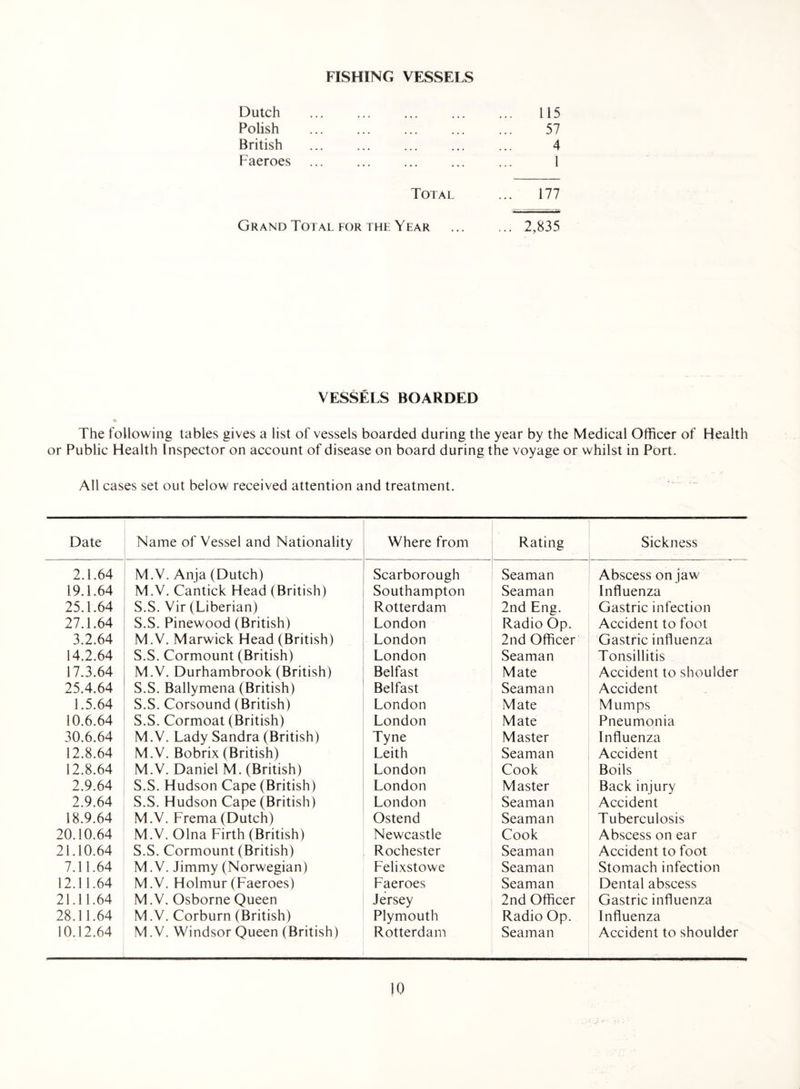 FISHING VESSELS
Dutch ... ... ... ... ... 115
Polish ... ... ... ... ... 57
British ... ... ... ... ... 4
Faeroes ... ... ... ... ... 1
Total ... 177
Grand Total for the Year ... ... 2,835
VESSÉLS BOARDED
The following tables gives a list of vessels boarded during the year by the Medical Officer of Health
or Public Health Inspector on account of disease on board during the voyage or whilst in Port.
All cases set out below received attention and treatment.
Date Name of Vessel and Nationality Where from Rating Sickness
2.1.64 M.V. Anja (Dutch) Scarborough Seaman Abscess on jaw
19.1.64 M.V. Cantick Head (British) Southampton Seaman Influenza
25.1.64 S.S. Vir (Liberian) Rotterdam 2nd Eng. Gastric infection
27.1.64 S.S. Pinewood (British) London Radio Op. Accident to foot
3.2.64 M.V. Marwick Head (British) London 2nd Officer Gastric influenza
14.2.64 S.S. Cormount (British) London Seaman Tonsillitis
17.3.64 M.V. Durhambrook (British) Belfast Mate Accident to shoulder
25.4.64 S.S. Ballymena (British) Belfast Seaman Accident
1.5.64 S.S. Corsound (British) London Mate Mumps
10.6.64 S.S. Cormoat (British) London Mate Pneumonia
30.6.64 M.V. Lady Sandra (British) Tyne Master Influenza
12.8.64 M.V. Bobrix (British) Leith Seaman Accident
12.8.64 M.V. Daniel M. (British) London Cook Boils
2.9.64 S.S. Hudson Cape (British) London Master Back injury
2.9.64 S.S. Hudson Cape (British) London Seaman Accident
18.9.64 M.V. Frema (Dutch) Ostend Seaman Tuberculosis
20.10.64 M.V. Olna Firth (British) Newcastle Cook Abscess on ear
21.10.64 S.S. Cormount (British) Rochester Seaman Accident to foot
7.11.64 M.V. Jimmy (Norwegian) Felixstowe Seaman Stomach infection
12.11.64 M.V. Holmur (Faeroes) Faeroes Seaman Dental abscess
21.11.64 M.V. Osborne Queen Jersey 2nd Officer Gastric influenza
28.11.64 M.V. Corburn (British) Plymouth Radio Op. Influenza
10.12.64 M.V. Windsor Queen (British) Rotterdam Seaman Accident to shoulder
10